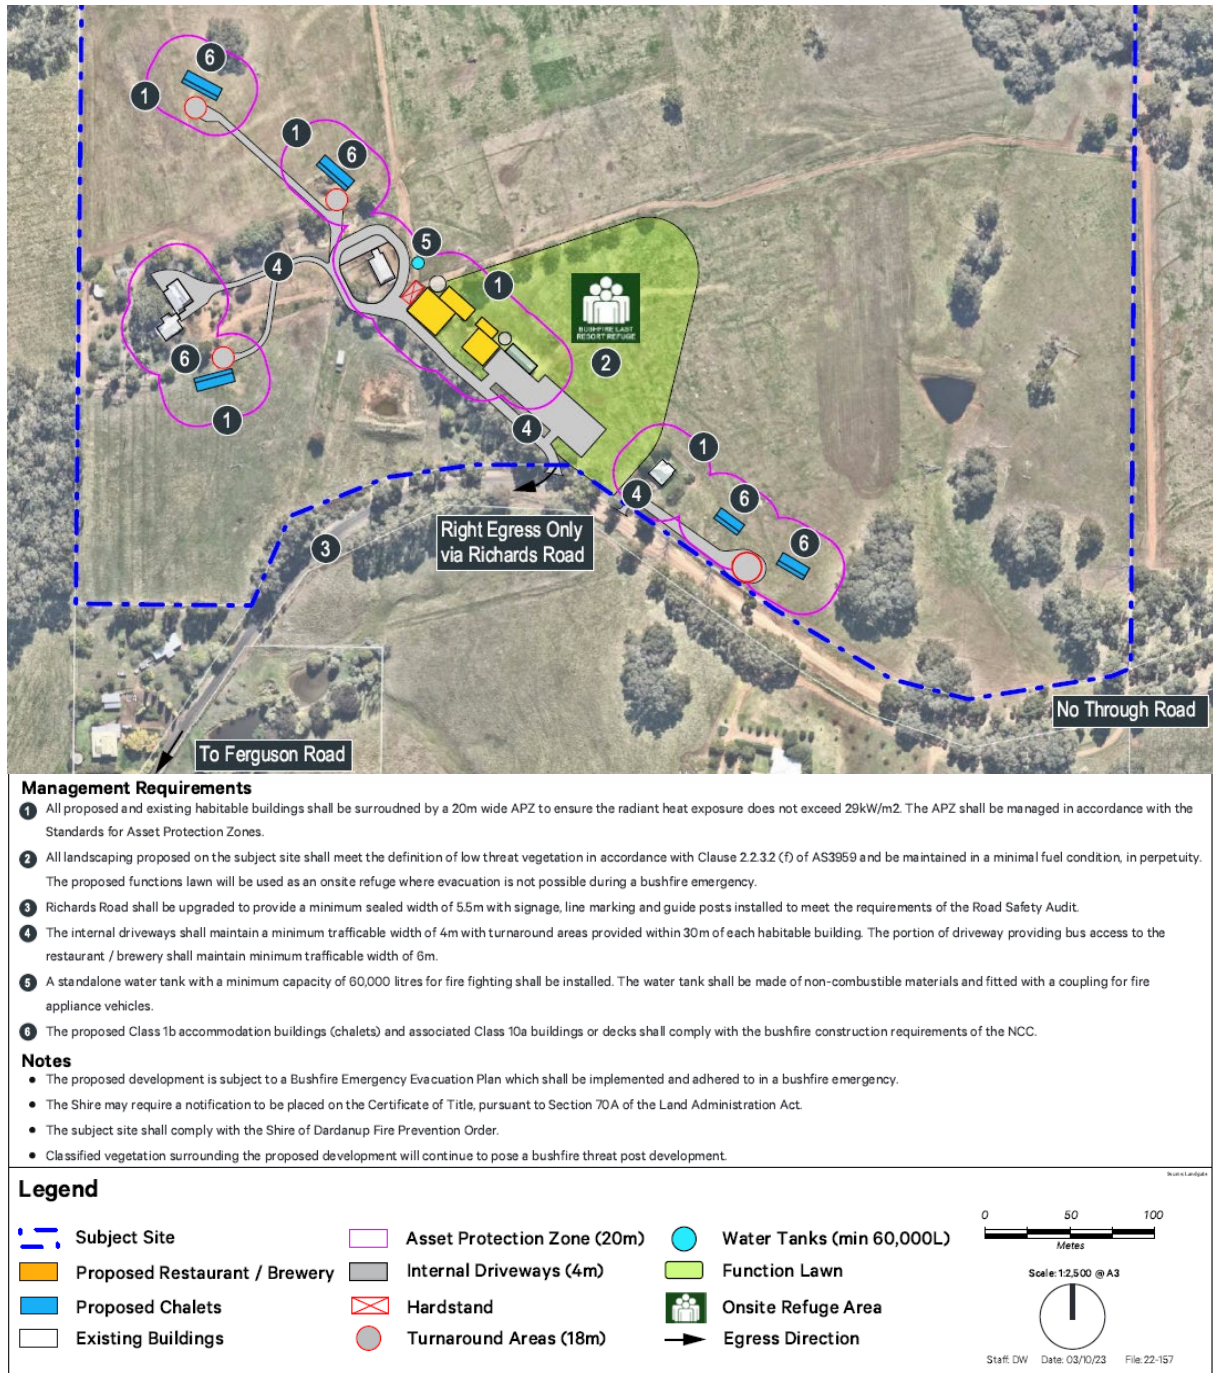 6
1
1
6
5
4
1
BUSHFIRE LAST
RESORT REFUGE
2
6
1
4
1
4
6
6
Right Egress Only
via Richards Road
3
No Through Road
To Ferguson Road
Management Requirements
1 All proposed and existing habitable buildings shall be surroudned by a 20m wide APZ to ensure the radiant heat exposure does not exceed 29kW/m2. The APZ shall be managed in accordance with the
Standards for Asset Protection Zones.
2 All landscaping proposed on the subject site shall meet the definition of low threat vegetation in accordance with Clause 2.2.3.2 (f) of AS3959 and be maintained in a minimal fuel condition, in perpetuity.
The proposed functions lawn will be used as an onsite refuge where evacuation is not possible during a bushfire emergency.
3 Richards Road shall be upgraded to provide a minimum sealed width of 5.5m with signage, line marking and guide posts installed to meet the requirements of the Road Safety Audit.
4 The internal driveways shall maintain a minimum trafficable width of 4m with turnaround areas provided within 30m of each habitable building. The portion of driveway providing bus access to the
restaurant / brewery shall maintain minimum trafficable width of 6m.
5 A standalone water tank with a minimum capacity of 60,000 litres for fire fighting shall be installed. The water tank shall be made of non-combustible materials and fitted with a coupling for fire
appliance vehicles.
6 The proposed Class 1b accommodation buildings (chalets) and associated Class 10a buildings or decks shall comply with the bushfire construction requirements of the NCC.
Notes
• The proposed development is subject to a Bushfire Emergency Evacuation Plan which shall be implemented and adhered to in a bushfire emergency.
• The Shire may require a notification to be placed on the Certificate of Title, pursuant to Section 70A of the Land Administration Act.
• The subject site shall comply with the Shire of Dardanup Fire Prevention Order.
• Classified vegetation surrounding the proposed development will continue to pose a bushfire threat post development.
Source: Landgate
Legend
Subject Site
Proposed Restaurant / Brewery
Proposed Chalets
Existing Buildings
Asset Protection Zone (20m)
Internal Driveways (4m)
Hardstand
Turnaround Areas (18m)
Water Tanks (min 60,000L)
Function Lawn
Onsite Refuge Area
Egress Direction
0 50 100
Metes
Scale: 1:2,500 @ A3
Staff: DW Date: 03/10/23 File: 22-157